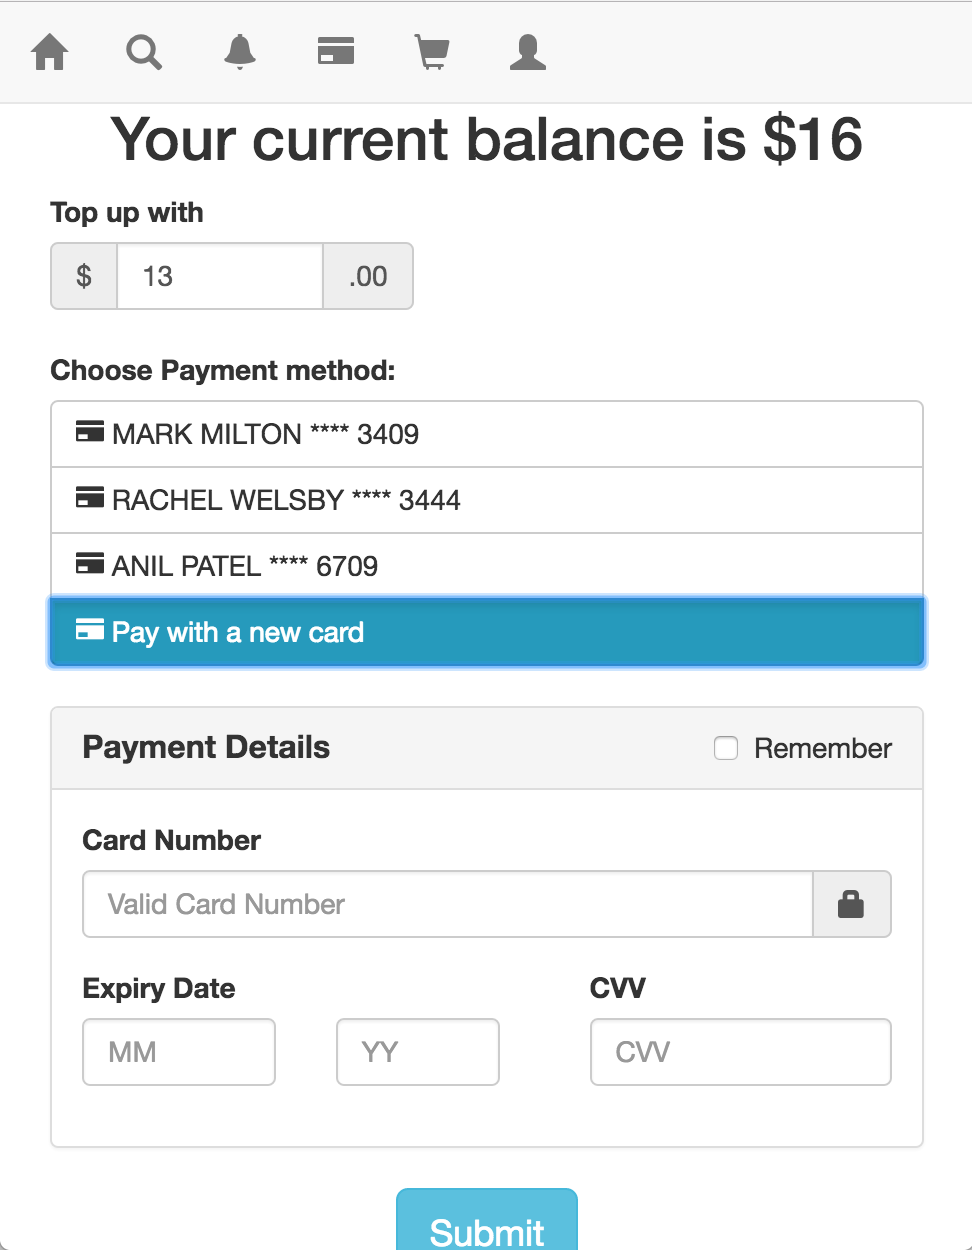 Your current balance is $16
Top up with
$ 13 .00
Choose Payment method:
MARK MILTON **** 3409
RACHEL WELSBY **** 3444
ANIL PATEL **** 6709
Pay with a new card
Payment Details Remember
Card Number
Valid Card Number
Expiry Date CVV
MM YY CVV
Submit